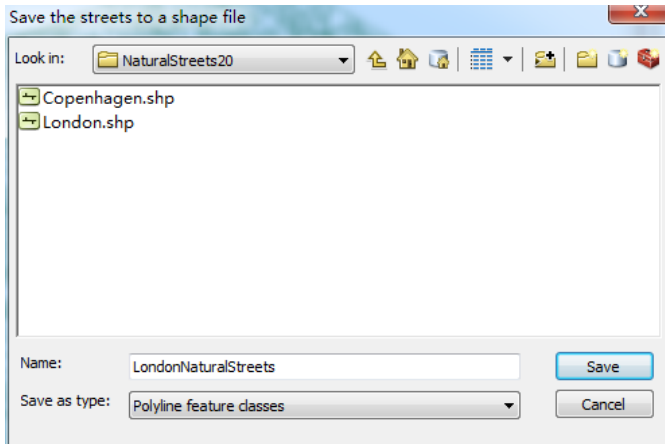 Save the streets to a shape file
Look in: NaturalStreets20
Copenhagen.shp
London.shp
Name: LondonNaturalStreets Save
Save as type: Polyline feature classes Cancel